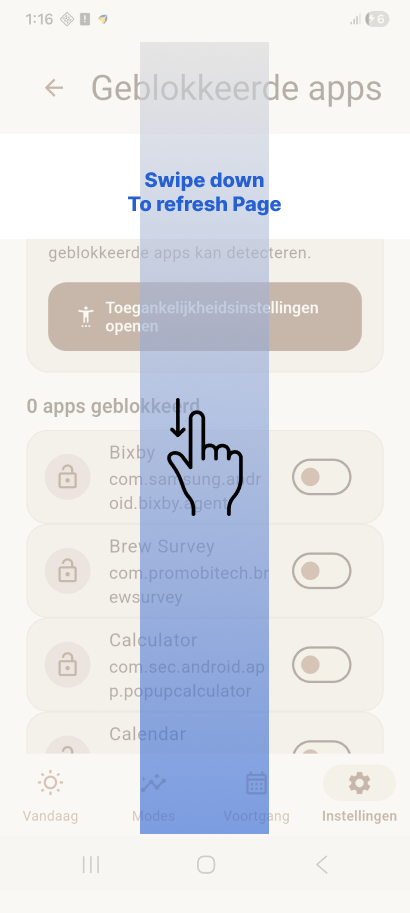 1:16
6
Geblokkeerde apps
Swipe down
To refresh Page
geblokkeerde apps kan detecteren.
Toegankelijkheidsinstellingen
openen
0 apps geblokkeerd
Bixby
com.samsung.andr
oid.bixby.agent
Brew Survey
com.promobitech.br
ewsurvey
Calculator
com.sec.android.ap
p.popupcalculator
Calendar
Vandaag
Modes
Voortgang
Instellingen